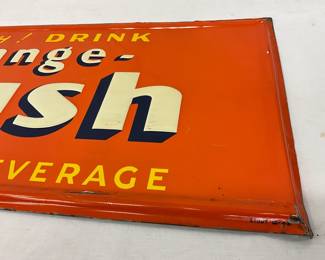 y! DRINK
ange-
ush
EVERAGE